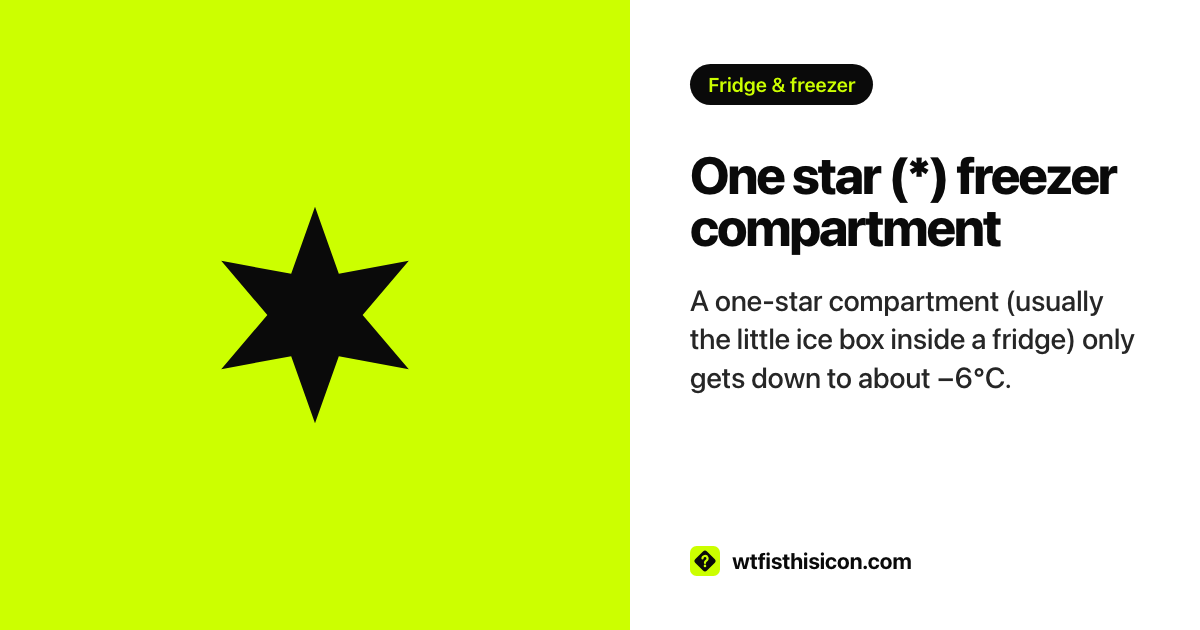 Fridge & freezer
One star (*) freezer
compartment
A one-star compartment (usually
the little ice box inside a fridge) only
gets down to about −6°C.
?
wtfisthisicon.com